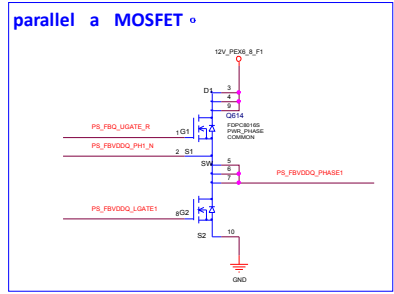 parallel a MOSFET。
12V_PEX6_8_F1
D1 3
4
9
Q614
FDPC8016S
PWR_PHASE
COMMON
PS_FBQ_UGATE_R
1 G1
PS_FBVDDQ_PH1_N
2 S1
SW 5
6
7
PS_FBVDDQ_PHASE1
PS_FBVDDQ_LGATE1
8 G2
S2 10
GND